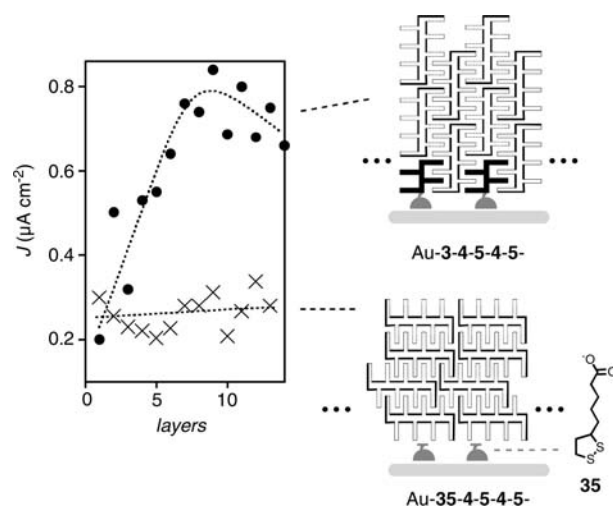 0.8
0.6
0.4
0.2
J (μA cm⁻²)
0 5 10
layers
Au-3-4-5-4-5-
Au-35-4-5-4-5-
⁻O
O
S
S
35